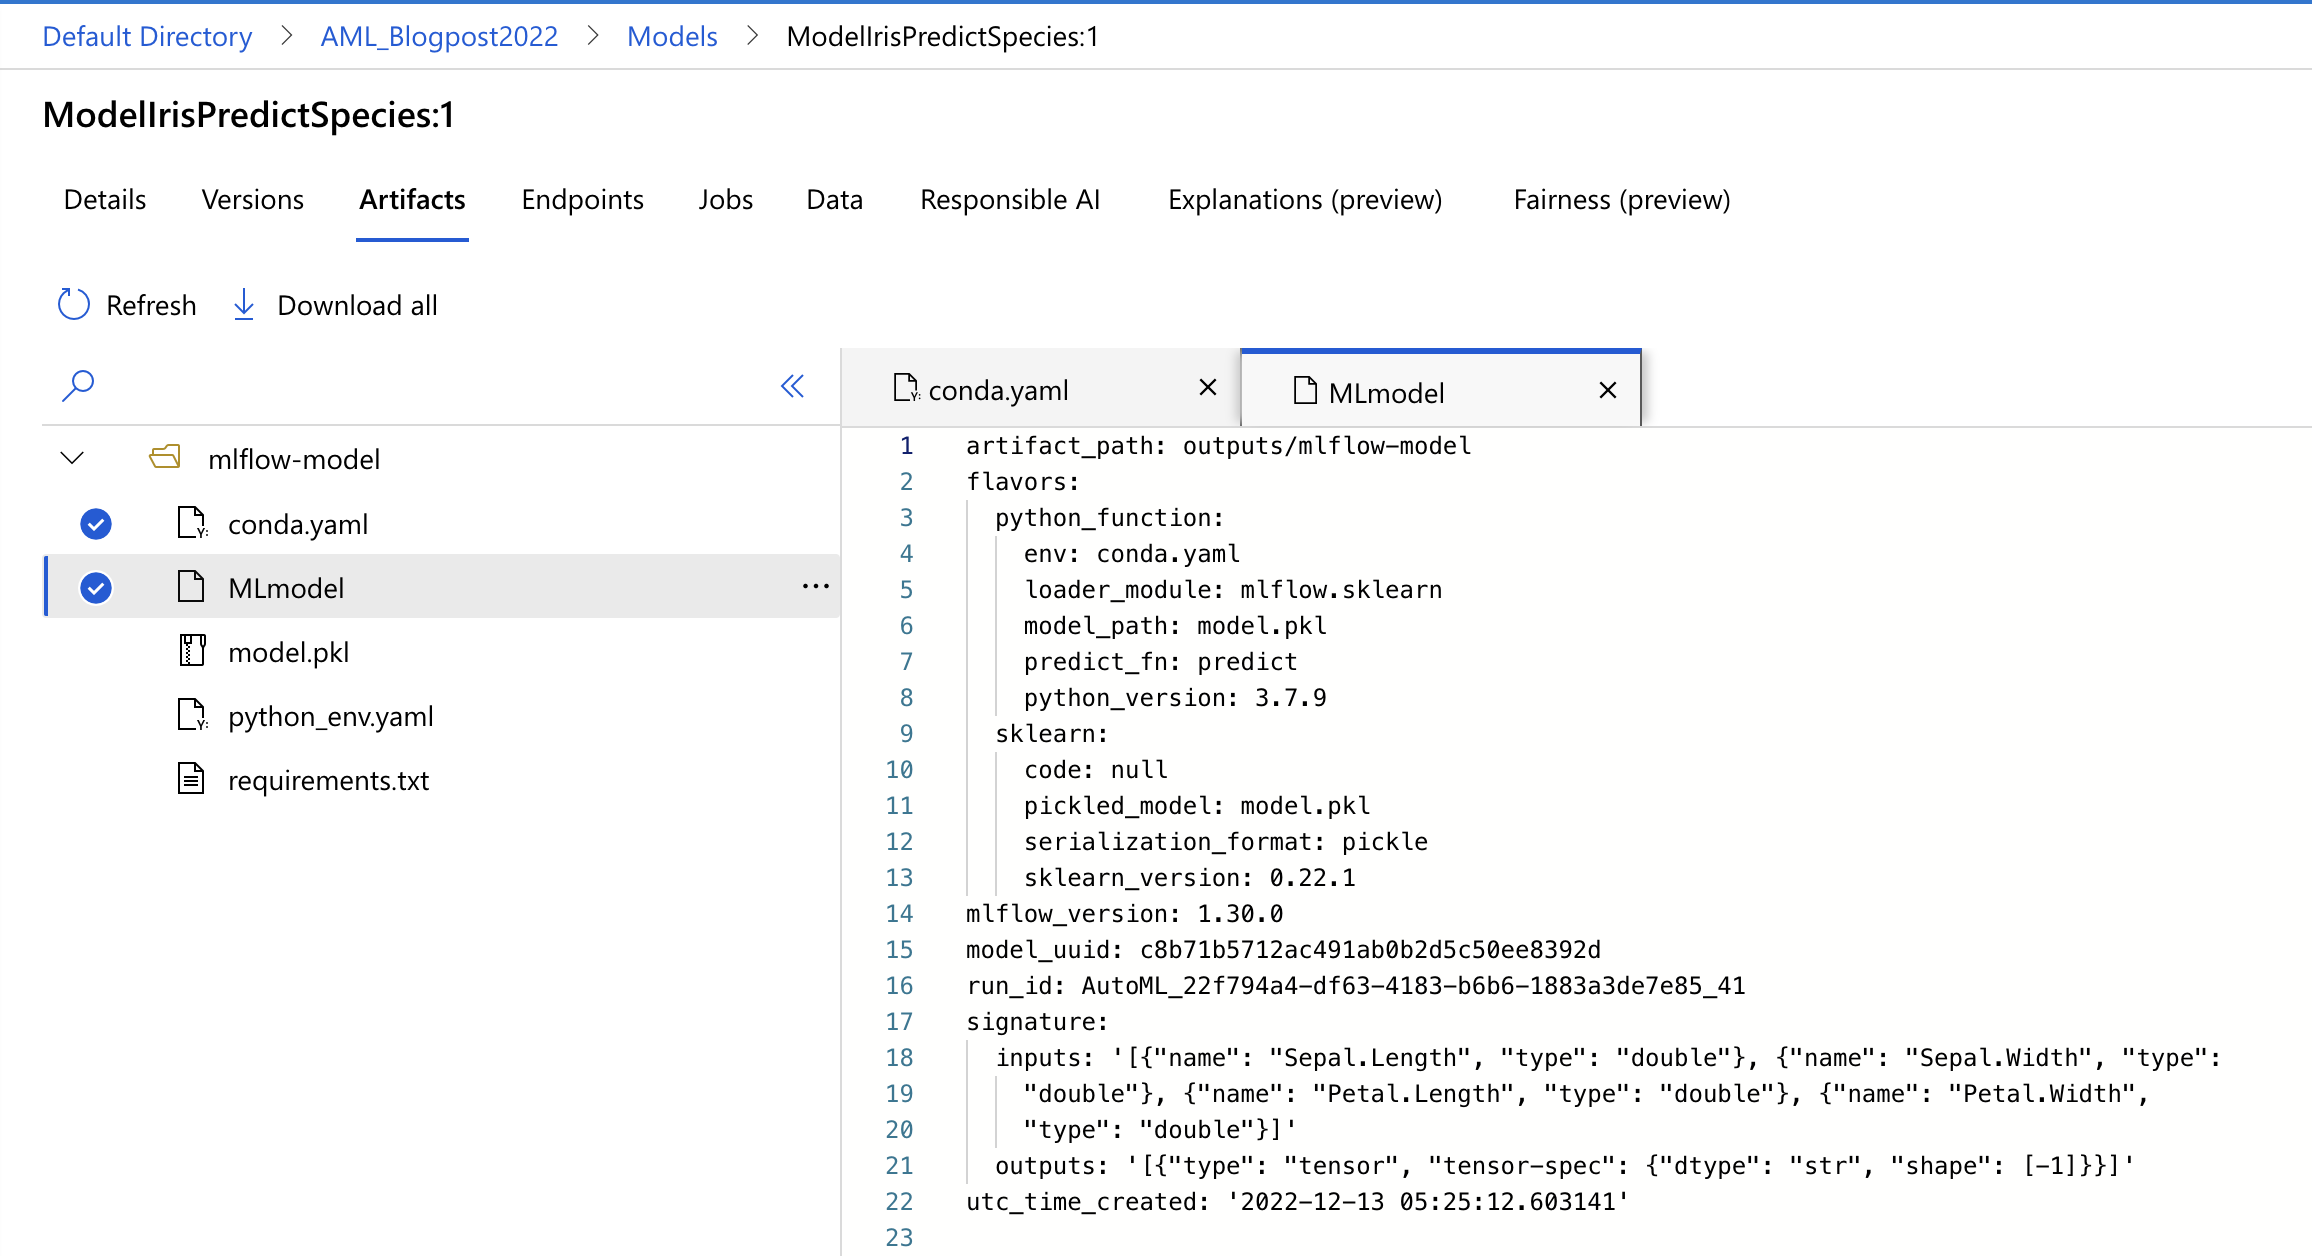 Default Directory > AML_Blogpost2022 > Models > ModelIrisPredictSpecies:1
ModelIrisPredictSpecies:1
Details Versions Artifacts Endpoints Jobs Data Responsible AI Explanations (preview) Fairness (preview)
Refresh Download all
mlflow-model
conda.yaml
MLmodel
model.pkl
python_env.yaml
requirements.txt
conda.yaml MLmodel
1 artifact_path: outputs/mlflow-model
2 flavors:
3 python_function:
4 env: conda.yaml
5 loader_module: mlflow.sklearn
6 model_path: model.pkl
7 predict_fn: predict
8 python_version: 3.7.9
9 sklearn:
10 code: null
11 pickled_model: model.pkl
12 serialization_format: pickle
13 sklearn_version: 0.22.1
14 mlflow_version: 1.30.0
15 model_uuid: c8b71b5712ac491ab0b2d5c50ee8392d
16 run_id: AutoML_22f794a4-df63-4183-b6b6-1883a3de7e85_41
17 signature:
18 inputs: '[{"name": "Sepal.Length", "type": "double"}, {"name": "Sepal.Width", "type":
19 "double"}, {"name": "Petal.Length", "type": "double"}, {"name": "Petal.Width",
20 "type": "double"}]'
21 outputs: '[{"type": "tensor", "tensor-spec": {"dtype": "str", "shape": [-1]}}]'
22 utc_time_created: '2022-12-13 05:25:12.603141'
23